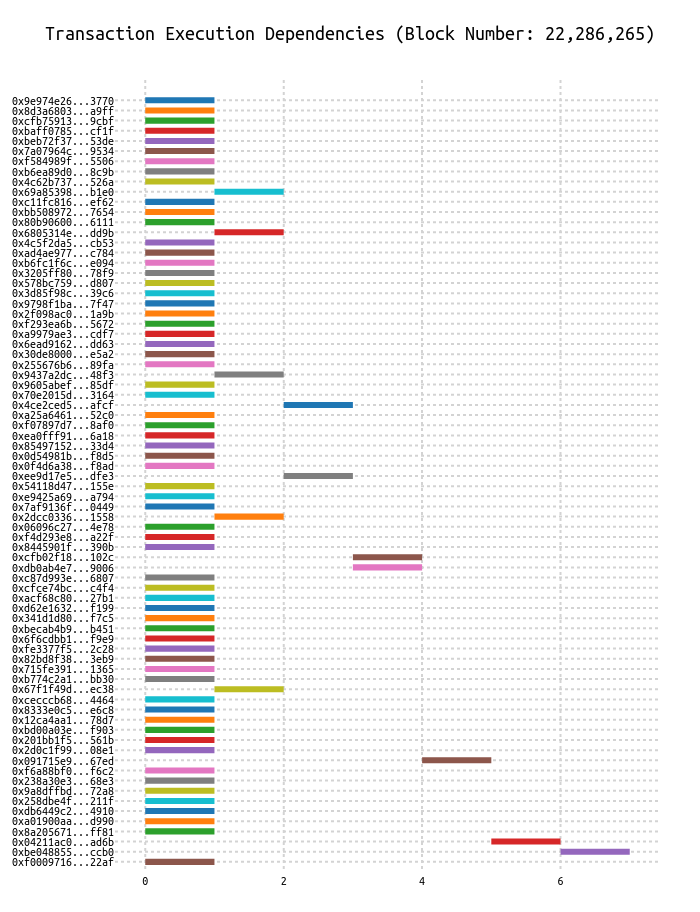 Transaction Execution Dependencies (Block Number: 22,286,265)
0x9e974e26...3770
0x8d3a6803...a9ff
0xcfb75913...9cbf
0xbaff0785...cf1f
0xbeb72f37...53de
0x7a07964c...9534
0xf584989f...5506
0xb6ea89d0...8c9b
0x4c62b737...526a
0x69a85398...b1e0
0xc11fc816...ef62
0xbb508972...7654
0x80b90600...6111
0x6805314e...dd9b
0x4c5f2da5...cb53
0xad4ae977...c784
0xb6fc1f6c...e094
0x3205ff80...78f9
0x578bc759...d807
0x3d85f98c...39c6
0x9798f1ba...7f47
0x2f098ac0...1a9b
0xf293ea6b...5672
0xa9979ae3...cdf7
0x6ead9162...dd63
0x30de8000...e5a2
0x255676b6...89fa
0x9437a2dc...48f3
0x9605abef...85df
0x70e2015d...3164
0x4ce2ced5...afcf
0xa25a6461...52c0
0xf07897d7...8af0
0xea0fff91...6a18
0x85497152...33d4
0x0d54981b...f8d5
0x0f4d6a38...f8ad
0xee9d17e5...dfe3
0x54118d47...155e
0xe9425a69...a794
0x7af9136f...0449
0x2dcc0336...1558
0x06096c27...4e78
0xf4d293e8...a22f
0x8445901f...390b
0xcfb02f18...102c
0xdb0ab4e7...9006
0xc87d993e...6807
0xcfce74bc...c4f4
0xacf68c80...27b1
0xd62e1632...f199
0x341d1d80...f7c5
0xbecab4b9...b451
0x6f6cdbb1...f9e9
0xfe3377f5...2c28
0x82bd8f38...3eb9
0x715fe391...1365
0xb774c2a1...bb30
0x67f1f49d...ec38
0xcecccb68...4464
0x8333e0c5...e6c8
0x12ca4aa1...78d7
0xbd00a03e...f903
0x201bb1f5...561b
0x2d0c1f99...08e1
0x091715e9...67ed
0xf6a88bf0...f6c2
0x238a30e3...68e3
0x9a8dffbd...72a8
0x258dbe4f...211f
0xdb6449c2...4910
0xa01900aa...d990
0x8a205671...ff81
0x04211ac0...ad6b
0xbe048855...ccb0
0xf0009716...22af
0 2 4 6